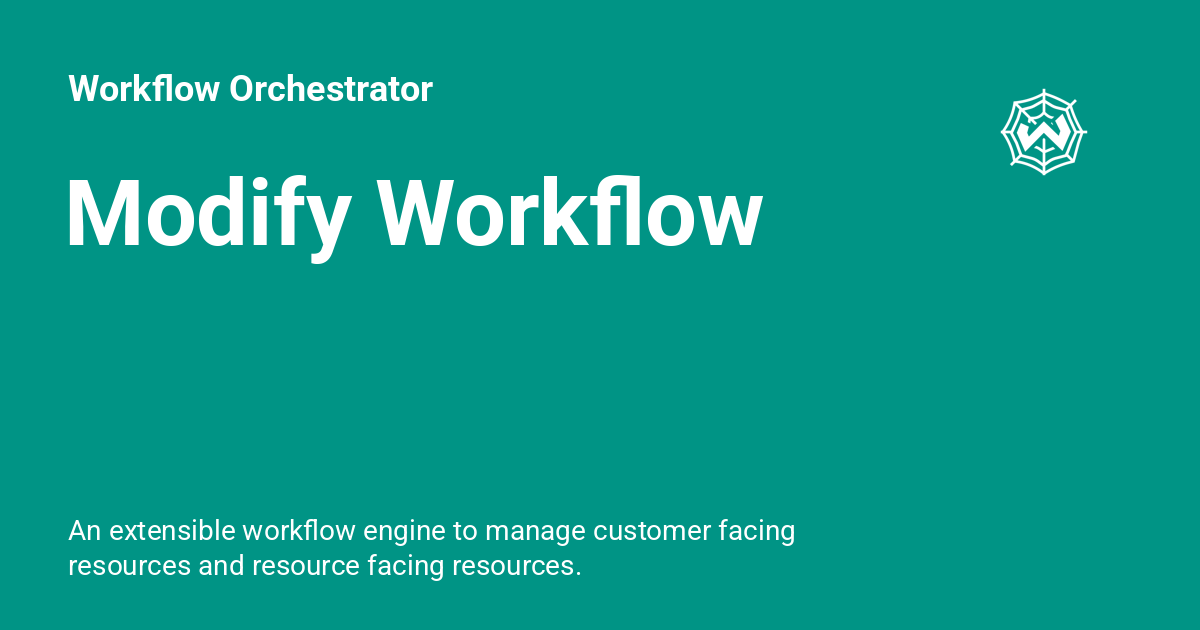 Workflow Orchestrator
Modify Workflow
W
An extensible workflow engine to manage customer facing
resources and resource facing resources.